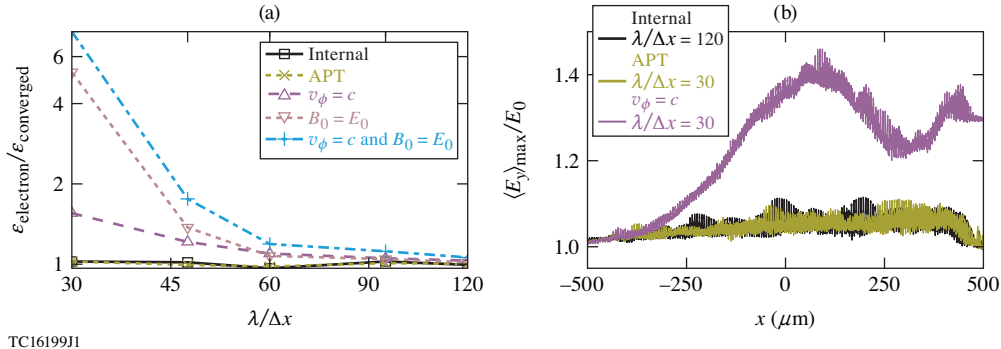 (a)
ε_electron/ε_converged
6
4
2
1
30
45
60
90
120
λ/Δx
Internal
APT
v_ϕ = c
B_0 = E_0
v_ϕ = c and B_0 = E_0
(b)
⟨E_y⟩_max/E_0
1.4
1.2
1.0
−500
−250
0
250
500
x (μm)
Internal
λ/Δx = 120
APT
λ/Δx = 30
v_ϕ = c
λ/Δx = 30
TC16199J1